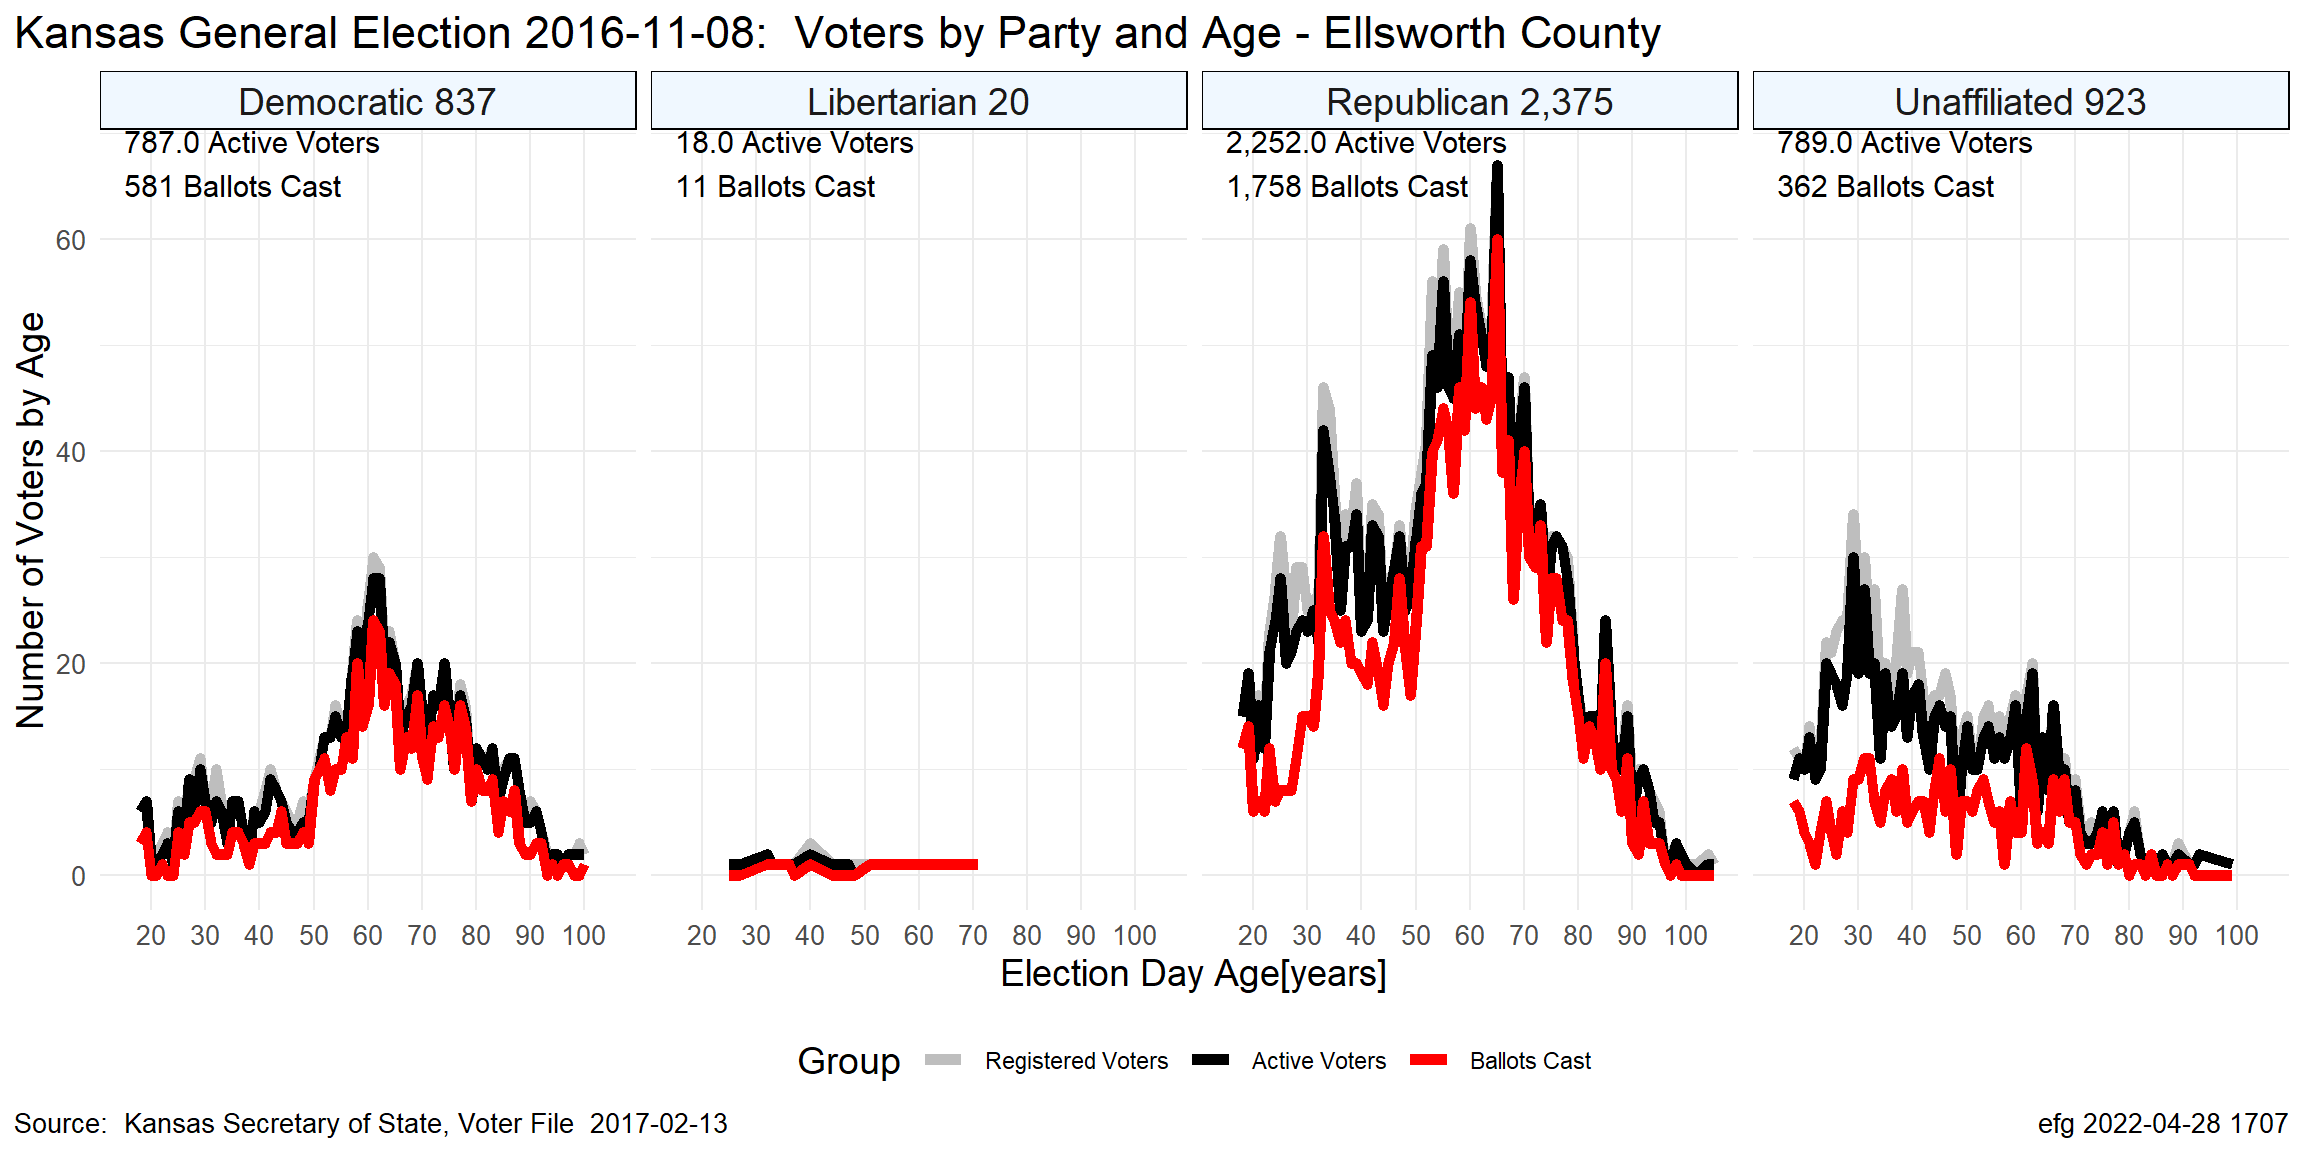 Kansas General Election 2016-11-08:  Voters by Party and Age - Ellsworth County
Democratic 837
Libertarian 20
Republican 2,375
Unaffiliated 923
787.0 Active Voters
581 Ballots Cast
18.0 Active Voters
11 Ballots Cast
2,252.0 Active Voters
1,758 Ballots Cast
789.0 Active Voters
362 Ballots Cast
Number of Voters by Age
60
40
20
0
20 30 40 50 60 70 80 90 100
20 30 40 50 60 70 80 90 100
20 30 40 50 60 70 80 90 100
20 30 40 50 60 70 80 90 100
Election Day Age[years]
Group Registered Voters Active Voters Ballots Cast
Source:  Kansas Secretary of State, Voter File  2017-02-13
efg 2022-04-28 1707